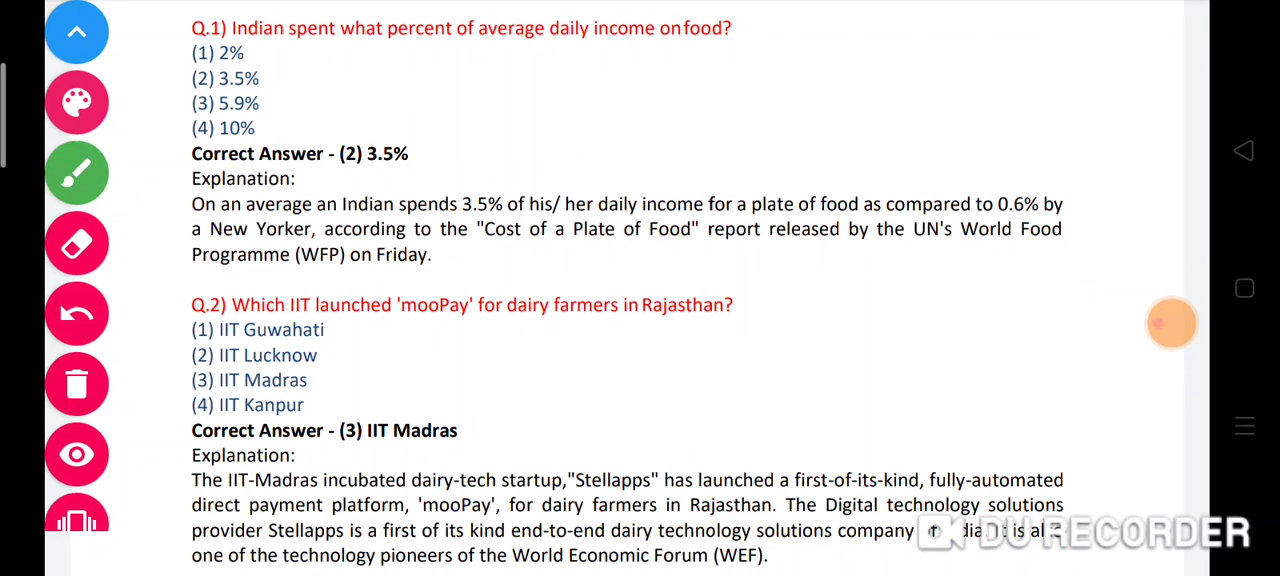 Q.1) Indian spent what percent of average daily income on food?
(1) 2%
(2) 3.5%
(3) 5.9%
(4) 10%
Correct Answer - (2) 3.5%
Explanation:
On an average an Indian spends 3.5% of his/ her daily income for a plate of food as compared to 0.6% by
a New Yorker, according to the "Cost of a Plate of Food" report released by the UN's World Food
Programme (WFP) on Friday.
Q.2) Which IIT launched 'mooPay' for dairy farmers in Rajasthan?
(1) IIT Guwahati
(2) IIT Lucknow
(3) IIT Madras
(4) IIT Kanpur
Correct Answer - (3) IIT Madras
Explanation:
The IIT-Madras incubated dairy-tech startup,"Stellapps" has launched a first-of-its-kind, fully-automated
direct payment platform, 'mooPay', for dairy farmers in Rajasthan. The Digital technology solutions
provider Stellapps is a first of its kind end-to-end dairy technology solutions company
one of the technology pioneers of the World Economic Forum (WEF).
DU RECORDER